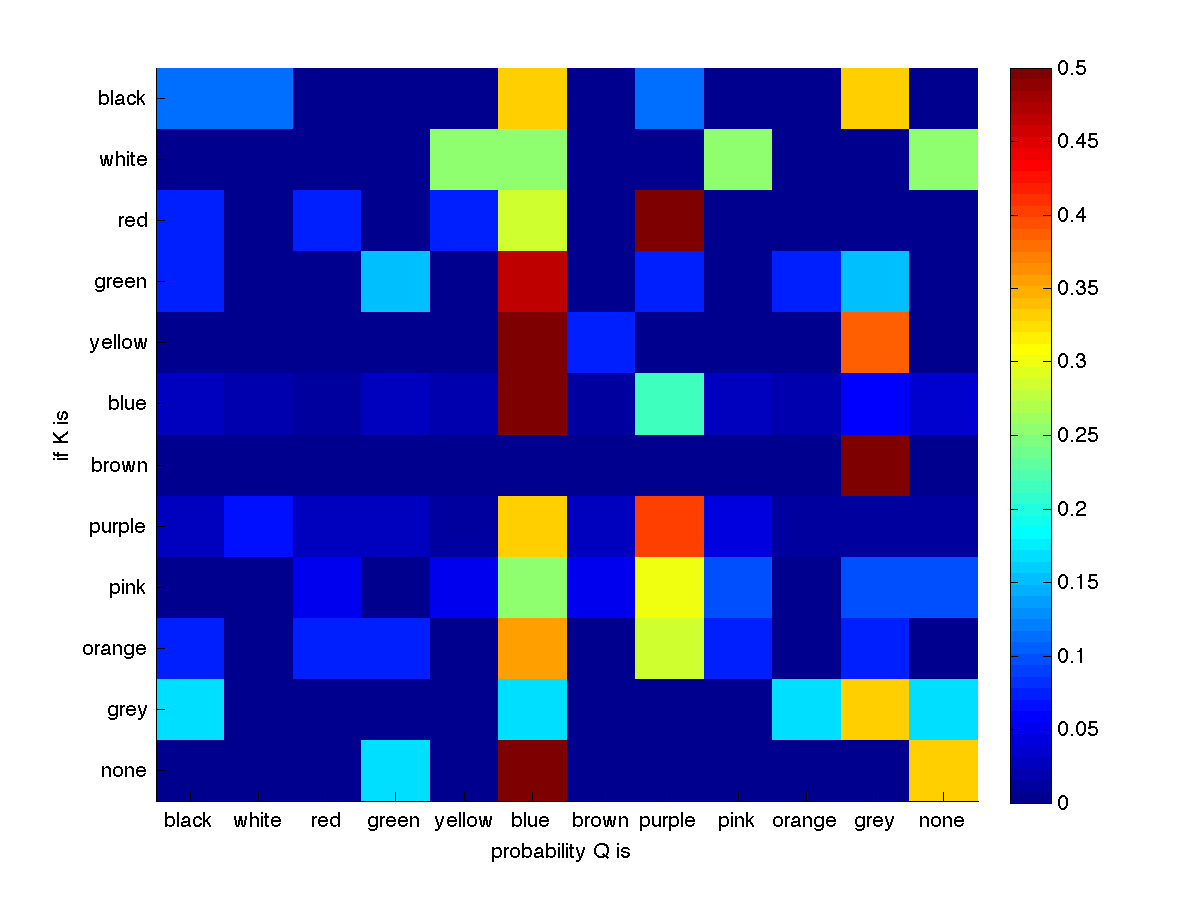 if K is
black
white
red
green
yellow
blue
brown
purple
pink
orange
grey
none
black white red green yellow blue brown purple pink orange grey none
probability Q is
0.5
0.45
0.4
0.35
0.3
0.25
0.2
0.15
0.1
0.05
0